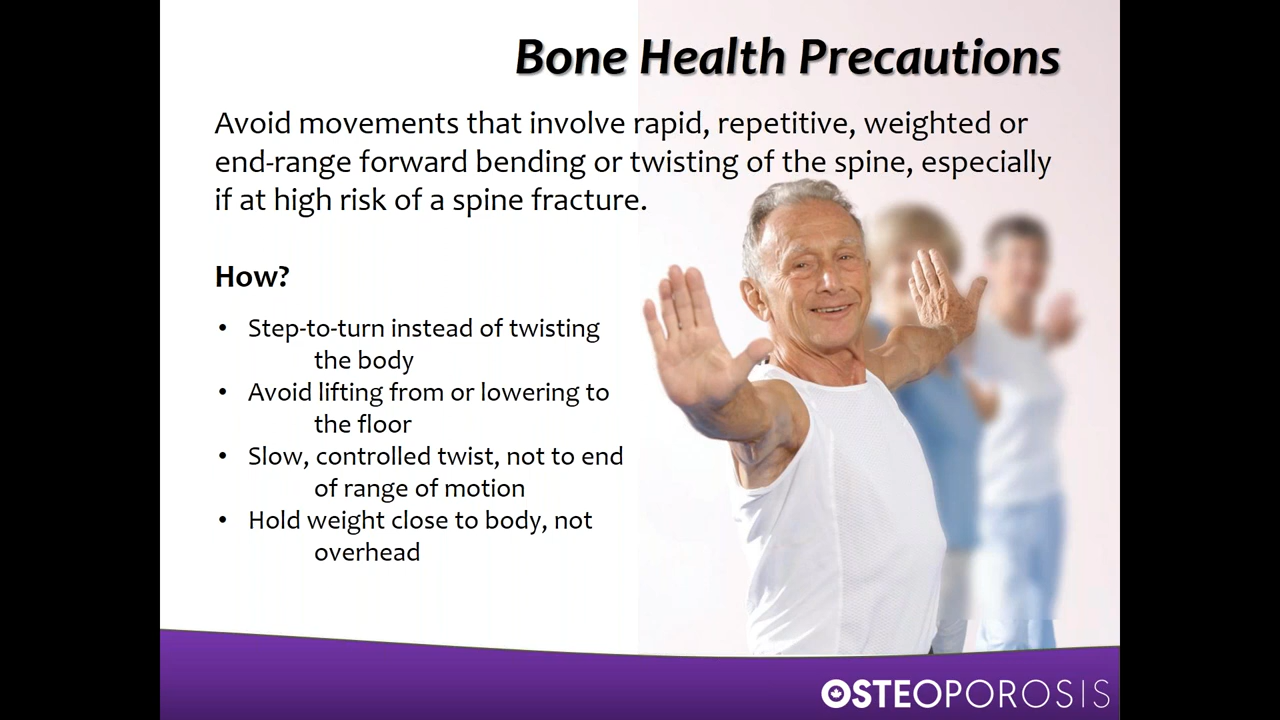 Bone Health Precautions
Avoid movements that involve rapid, repetitive, weighted or
end-range forward bending or twisting of the spine, especially
if at high risk of a spine fracture.
How?
• Step-to-turn instead of twisting
the body
• Avoid lifting from or lowering to
the floor
• Slow, controlled twist, not to end
of range of motion
• Hold weight close to body, not
overhead
OSTEOPOROSIS